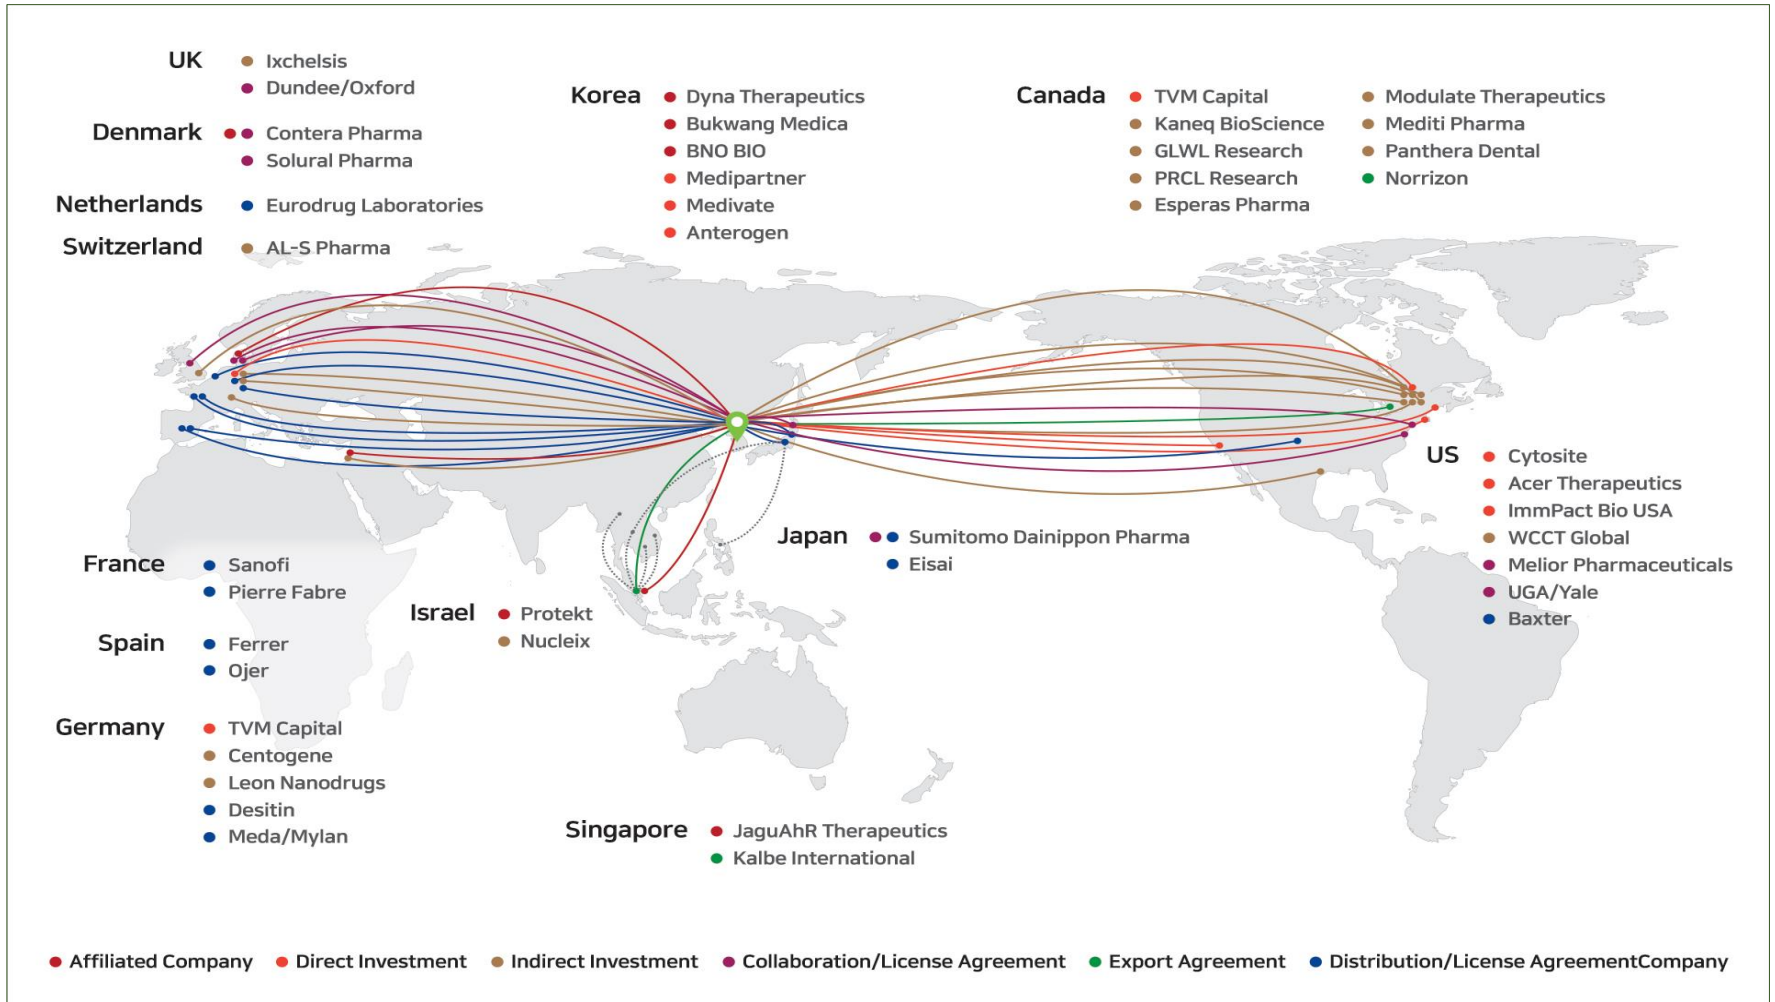 UK
Ixchelsis
Dundee/Oxford
Denmark
Contera Pharma
Solural Pharma
Netherlands
Eurodrug Laboratories
Switzerland
AL-S Pharma
Korea
Dyna Therapeutics
Bukwang Medica
BNO BIO
Medipartner
Medivate
Anterogen
Canada
TVM Capital
Kaneq BioScience
GLWL Research
PRCL Research
Esperas Pharma
Modulate Therapeutics
Mediti Pharma
Panthera Dental
Norrizon
US
Cytosite
Acer Therapeutics
ImmPact Bio USA
WCCT Global
Melior Pharmaceuticals
UGA/Yale
Baxter
Japan
Sumitomo Dainippon Pharma
Eisai
France
Sanofi
Pierre Fabre
Spain
Ferrer
Ojer
Germany
TVM Capital
Centogene
Leon Nanodrugs
Desitin
Meda/Mylan
Israel
Protekt
Nucleix
Singapore
JaguAhR Therapeutics
Kalbe International
Affiliated Company Direct Investment Indirect Investment Collaboration/License Agreement Export Agreement Distribution/License AgreementCompany